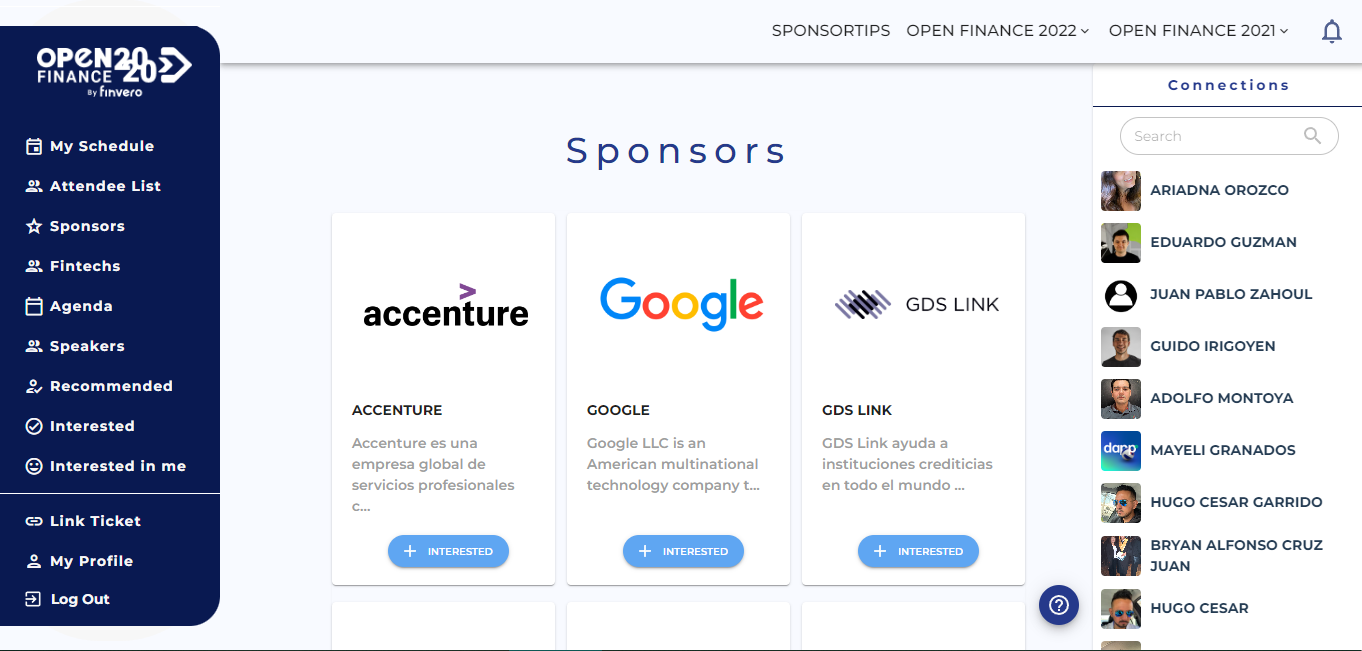 SPONSORTIPS OPEN FINANCE 2022 OPEN FINANCE 2021
OPEN 2020
FINANCE
By finvero
My Schedule
Attendee List
Sponsors
Fintechs
Agenda
Speakers
Recommended
Interested
Interested in me
Link Ticket
My Profile
Log Out
Sponsors
accenture
ACCENTURE
Accenture es una
empresa global de
servicios profesionales
c...
+ INTERESTED
Google
GOOGLE
Google LLC is an
American multinational
technology company t...
+ INTERESTED
GDS LINK
GDS LINK
GDS Link ayuda a
instituciones crediticias
en todo el mundo ...
+ INTERESTED
Connections
Search
ARIADNA OROZCO
EDUARDO GUZMAN
JUAN PABLO ZAHOUL
GUIDO IRIGOYEN
ADOLFO MONTOYA
dapp
MAYELI GRANADOS
HUGO CESAR GARRIDO
BRYAN ALFONSO CRUZ
JUAN
HUGO CESAR